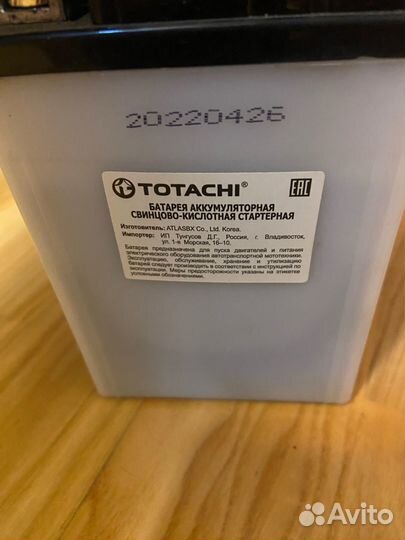 20220426
TOTACHI®
EAC
БАТАРЕЯ АККУМУЛЯТОРНАЯ
СВИНЦОВО-КИСЛОТНАЯ СТАРТЕРНАЯ
Изготовитель: ATLASBX Co., Ltd. Korea.
Импортер: ИП Тунгусов Д.Г., Россия, г. Владивосток,
ул. 1-я Морская, 16-10.
Батарея предназначена для пуска двигателей и питания
электрического оборудования автотранспортной мототехники.
Эксплуатацию, обслуживание, хранение и утилизацию
батарей следует производить в соответствии с инструкцией по
эксплуатации. Меры предосторожности указаны на этикетке
условными обозначениями.
Avito